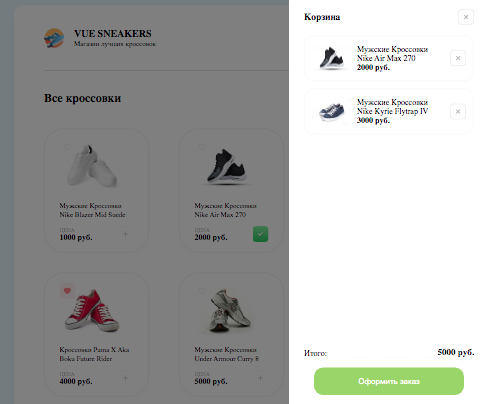 VUE SNEAKERS
Магазин лучших кроссовок
Все кроссовки
Мужские Кроссовки
Nike Blazer Mid Suede
ЦЕНА
1000 руб.
Мужские Кроссовки
Nike Air Max 270
ЦЕНА
2000 руб.
Кроссовки Puma X Aka
Boku Future Rider
ЦЕНА
4000 руб.
Мужские Кроссовки
Under Armour Curry 8
ЦЕНА
5000 руб.
Корзина
Мужские Кроссовки
Nike Air Max 270
2000 руб.
Мужские Кроссовки
Nike Kyrie Flytrap IV
3000 руб.
Итого:
5000 руб.
Оформить заказ